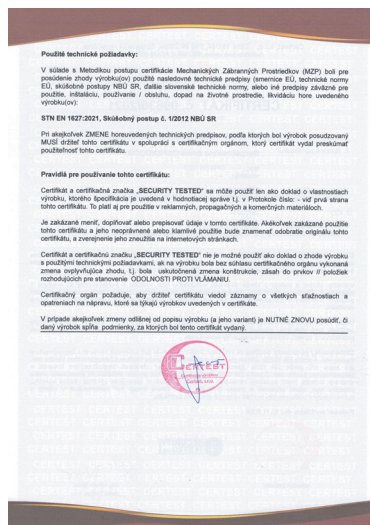 Použité technické požiadavky:
V súlade s Metodikou postupu certifikácie Mechanických Zábranných Prostriedkov (MZP) boli pre
posúdenie zhody výrobku(ov) použité nasledovné technické predpisy (smernice EÚ, technické normy
EÚ, skúšobné postupy NBÚ SR, ďalšie slovenské technické normy, alebo iné predpisy záväzné pre
použitie, inštaláciu, používanie / obsluhu, dopad na životné prostredie, likvidáciu hore uvedeného
výrobku(ov):
STN EN 1627:2021, Skúšobný postup č. 1/2012 NBÚ SR
Pri akejkoľvek ZMENE horeuvedených technických predpisov, podľa ktorých bol výrobok posudzovaný
MUSÍ držiteľ tohto certifikátu v spolupráci s certifikačným orgánom, ktorý certifikát vydal preskúmať
použiteľnosť tohto certifikátu.
Pravidlá pre používanie tohto certifikátu:
Certifikát a certifikačná značka „SECURITY TESTED" sa môže použiť len ako doklad o vlastnostiach
výrobku, ktorého špecifikácia je uvedená v hodnotiacej správe t.j. v Protokole číslo: - viď prvá strana
tohto certifikátu. To platí aj pre použitie v reklamných, propagačných a komerčných materiáloch.
Je zakázané meniť, doplňovať alebo prepisovať údaje v tomto certifikáte. Akékoľvek zakázané použitie
tohto certifikátu a jeho neoprávnené alebo klamlivé použitie bude znamenať odobratie originálu tohto
certifikátu, a zverejnenie jeho zneužitia na internetových stránkach.
Certifikát a certifikačnú značku „SECURITY TESTED" nie je možné použiť ako doklad o zhode výrobku
s použitými technickými požiadavkami, ak na výrobku bola bez súhlasu certifikačného orgánu vykonaná
zmena ovplyvňujúca zhodu, t.j. bola uskutočnená zmena konštrukcie, zásah do prvkov // položiek
rozhodujúcich pre stanovenie ODOLNOSTI PROTI VLÁMANIU.
Certifikačný orgán požaduje, aby držiteľ certifikátu viedol záznamy o všetkých sťažnostiach a
opatreniach na nápravu, ktoré sa týkajú výrobkov uvedených v certifikáte.
V prípade akejkoľvek zmeny odlišnej od popisu výrobku (a jeho variant) je NUTNÉ ZNOVU posúdiť, či
daný výrobok spĺňa podmienky, za ktorých bol tento certifikát vydaný.
CERTEST